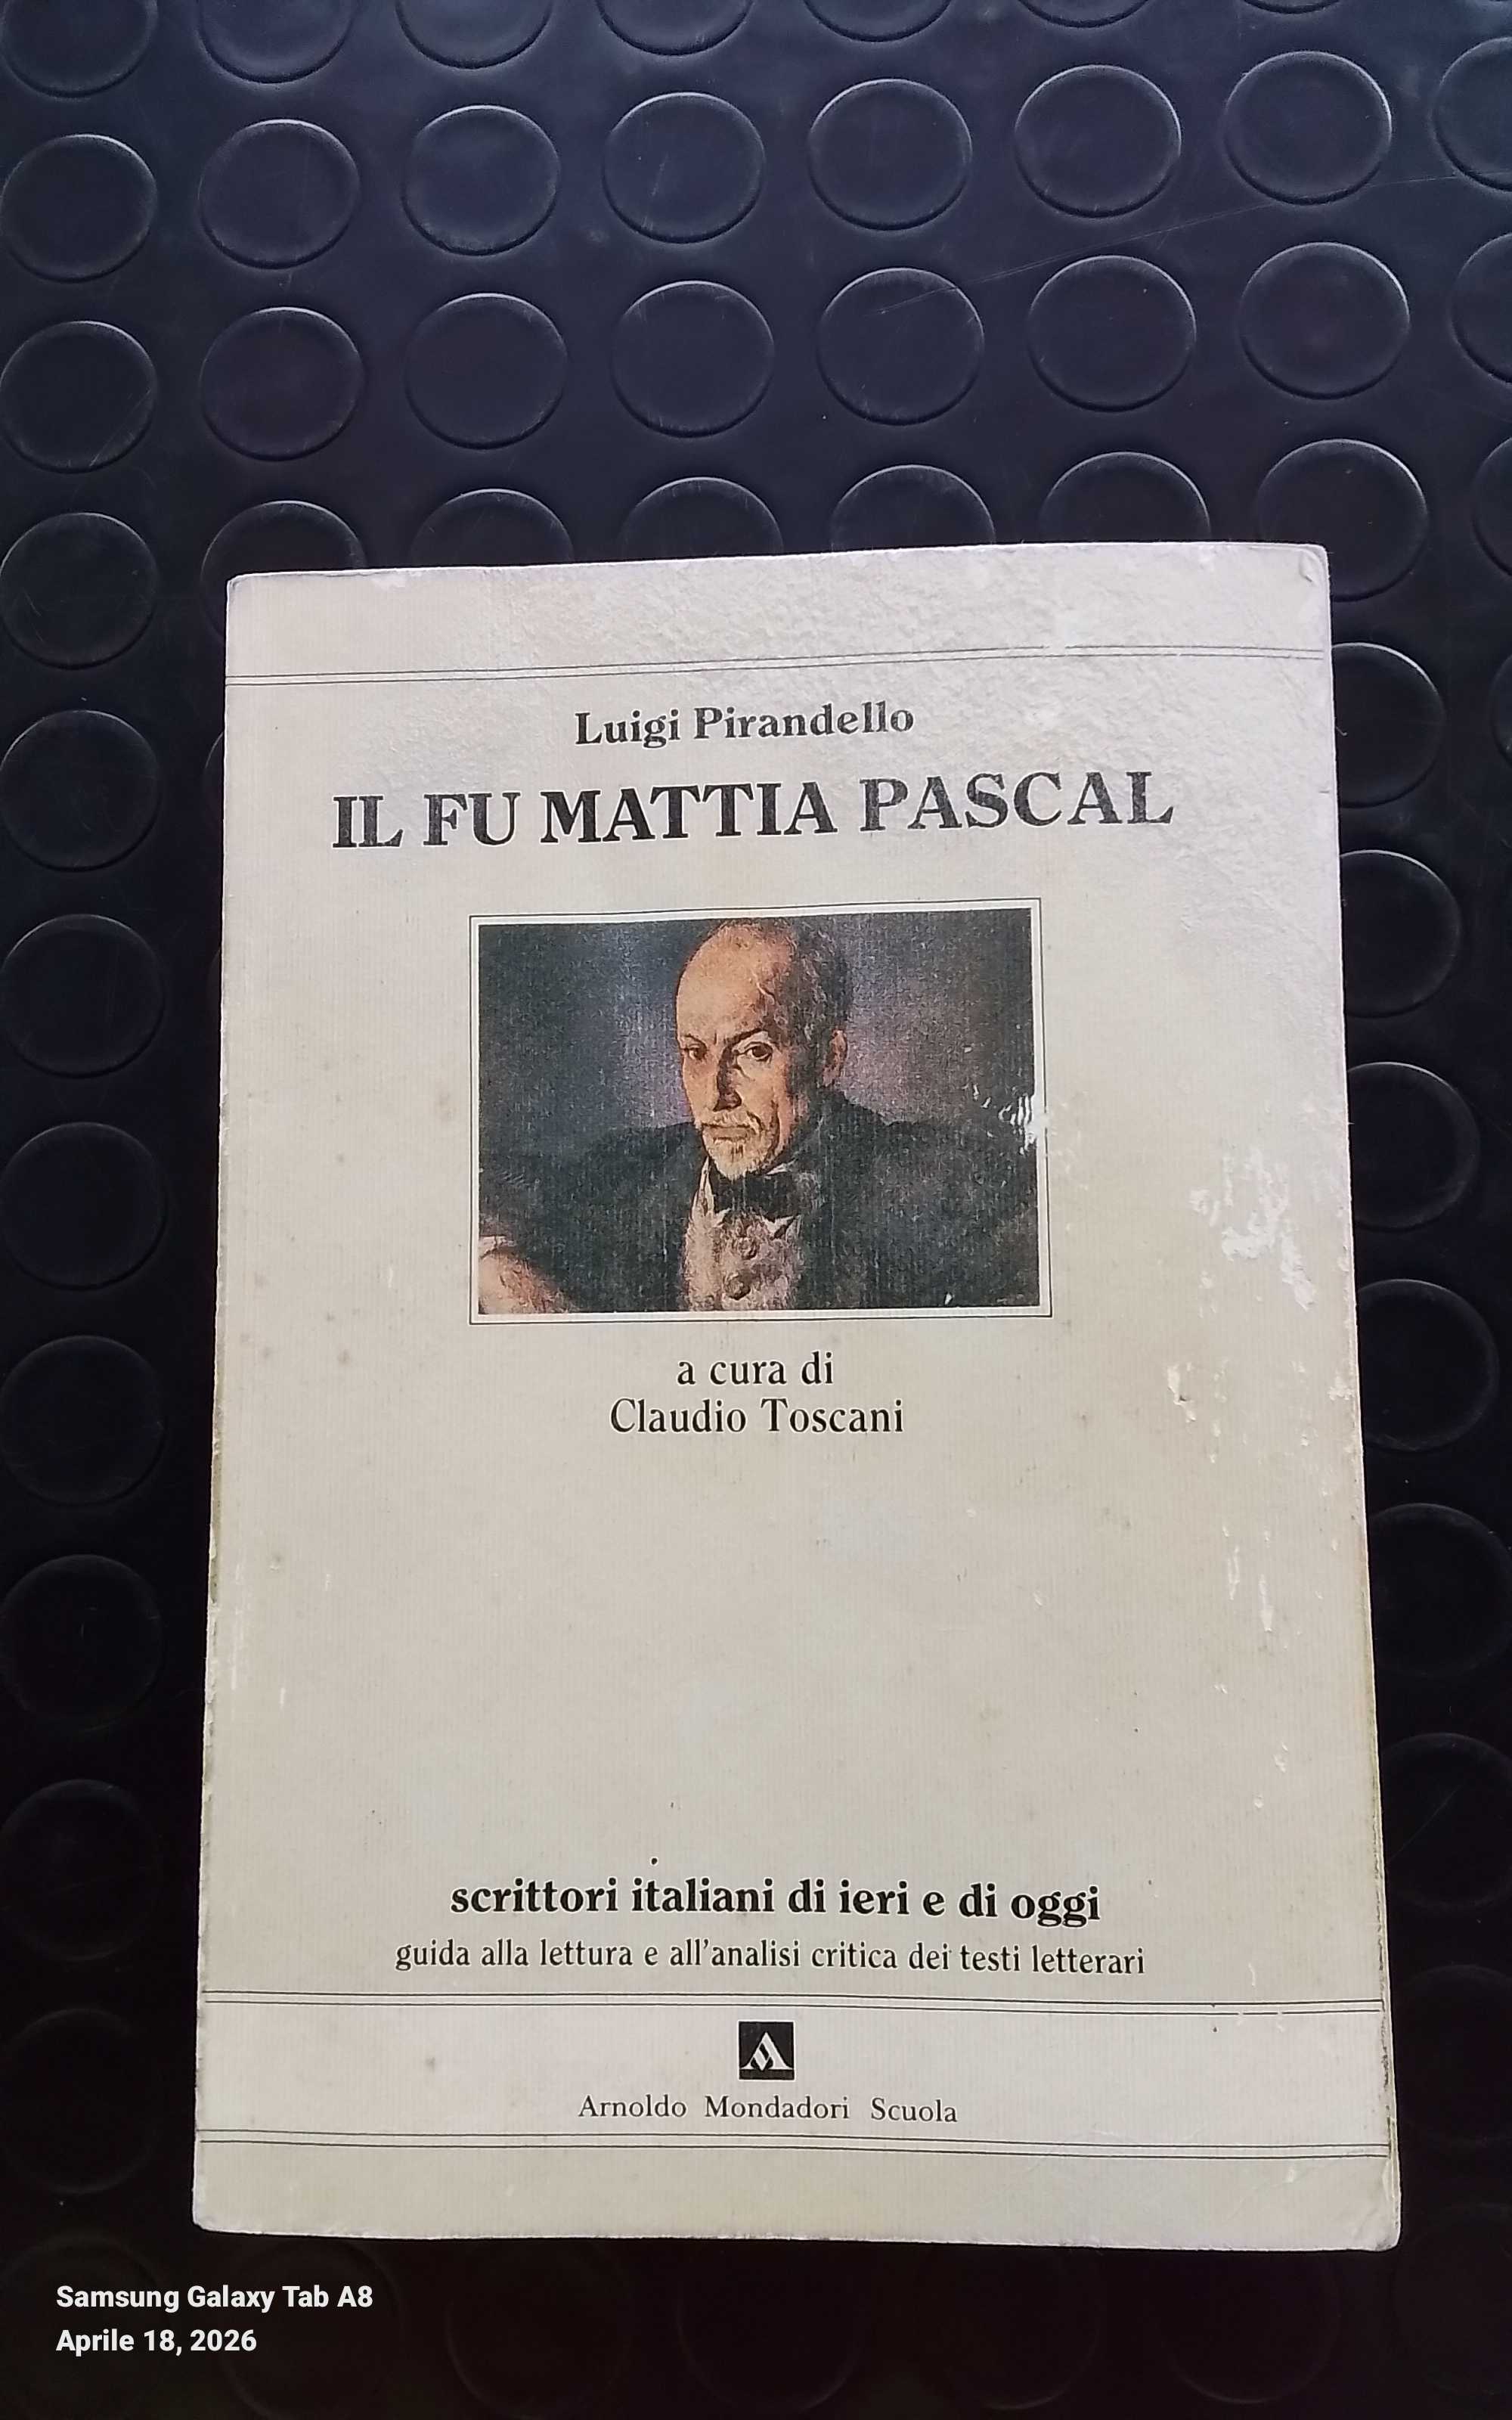 Luigi Pirandello
IL FU MATTIA PASCAL
a cura di
Claudio Toscani
scrittori italiani di ieri e di oggi
guida alla lettura e all'analisi critica dei testi letterari
Arnoldo Mondadori Scuola
Samsung Galaxy Tab A8
Aprile 18, 2026